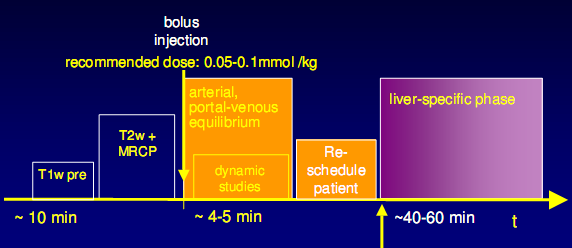 bolus
injection
recommended dose: 0.05-0.1mmol /kg
arterial,
portal-venous
equilibrium
liver-specific phase
T2w +
MRCP
Re-
schedule
patient
T1w pre
dynamic
studies
~ 10 min
~ 4-5 min
~40-60 min
t